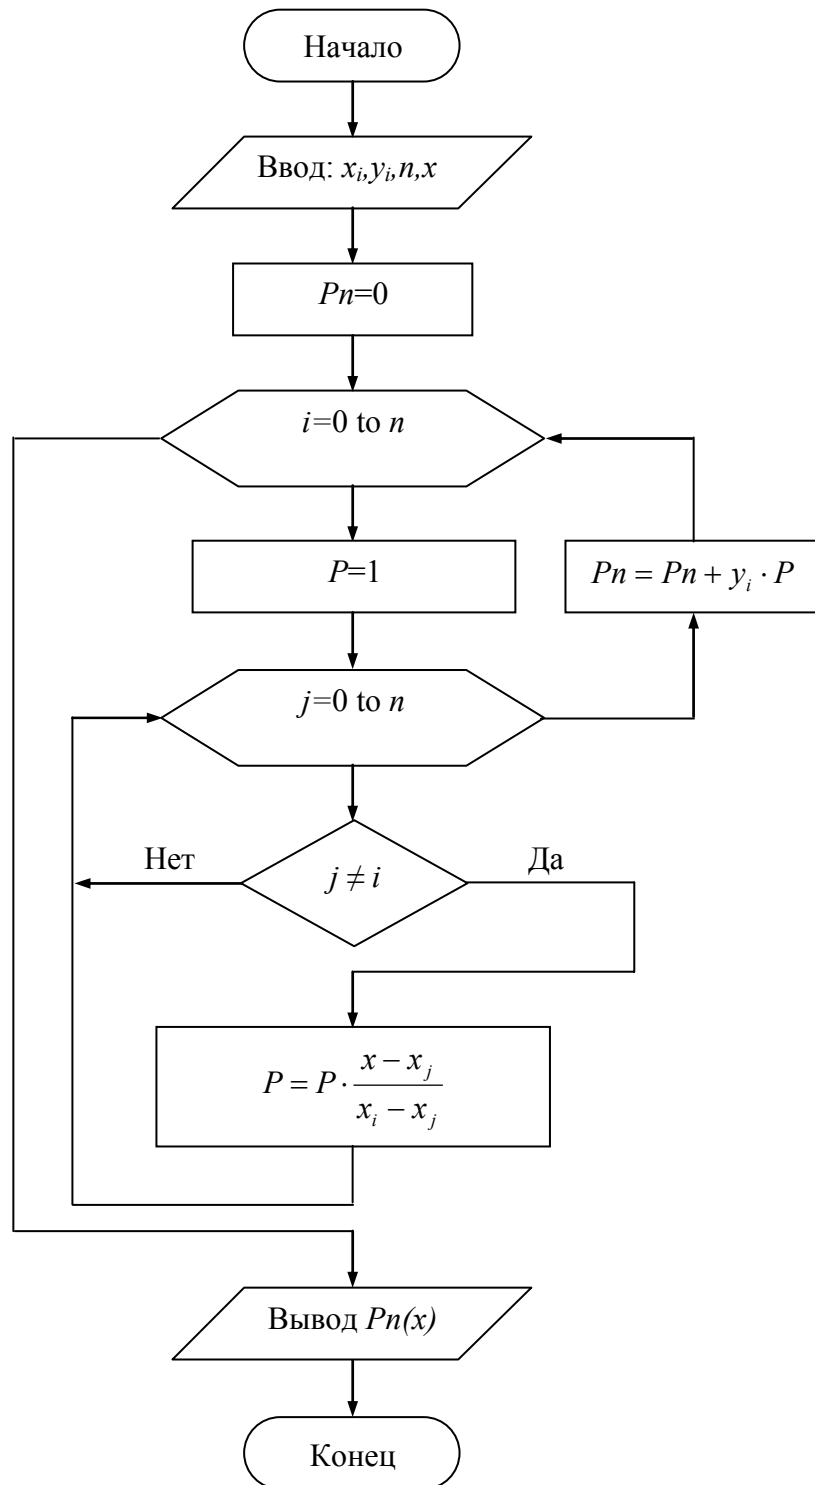 Начало
Ввод: xᵢ,yᵢ,n,x
Pn=0
i=0 to n
P=1
Pn = Pn + yᵢ · P
j=0 to n
Нет
j ≠ i
Да
P = P · (x − xⱼ)/(xᵢ − xⱼ)
Вывод Pn(x)
Конец